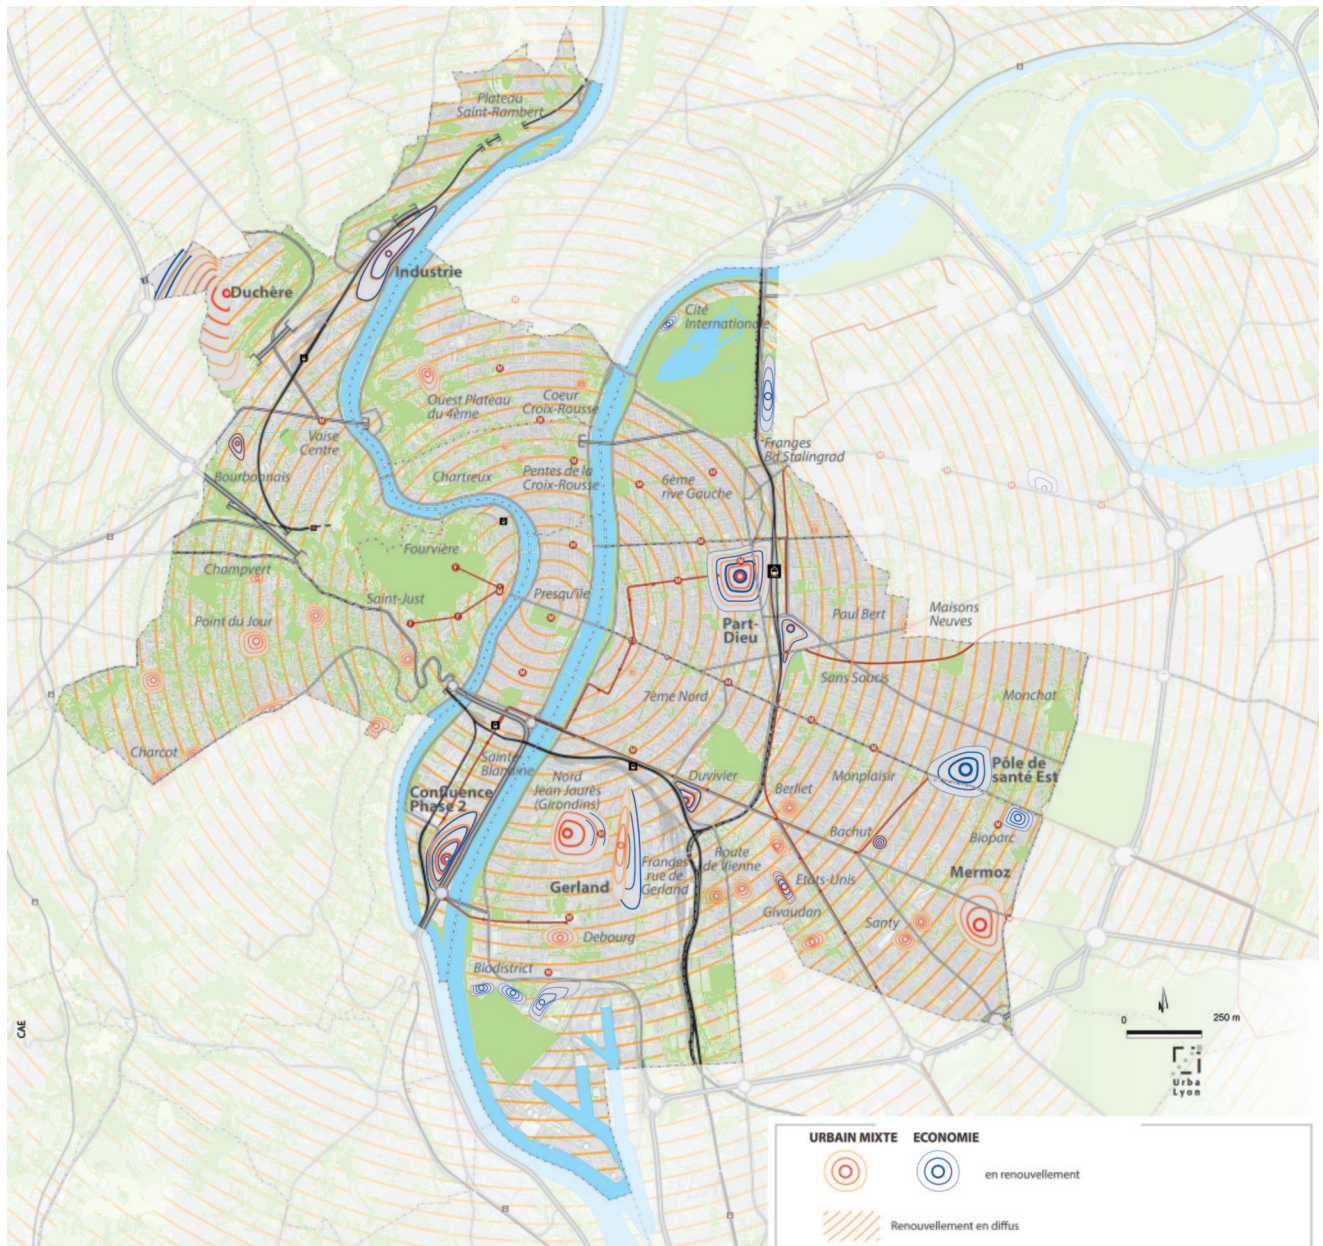 Plateau
Saint-Rambert
Industrie
Duchère
Cité
Internationale
Ouest Plateau
du 4ème
Coeur
Croix-Rousse
Vaise
Centre
Bourbonnais
Chartreux
Pentes de la
Croix-Rousse
6ème
rive Gauche
Franges
Bd Stalingrad
Fourvière
Champvert
Saint-Just
Presqu'île
Point du Jour
Part-
Dieu
Paul Bert
Maisons
Neuves
Sans Soucis
7ème Nord
Monchat
Charcot
Sainte
Blandine
Nord
Jean Jaurès
(Girondins)
Duvivier
Berliet
Monplaisir
Pôle de
santé Est
Confluence
Phase 2
Bachut
Bioparc
Gerland
Franges
rue de
Gerland
Route
de Vienne
Etats-Unis
Mermoz
Givaudan
Santy
Debourg
Biodistrict
CAE
0 250 m
Urba
Lyon
URBAIN MIXTE ECONOMIE
en renouvellement
Renouvellement en diffus